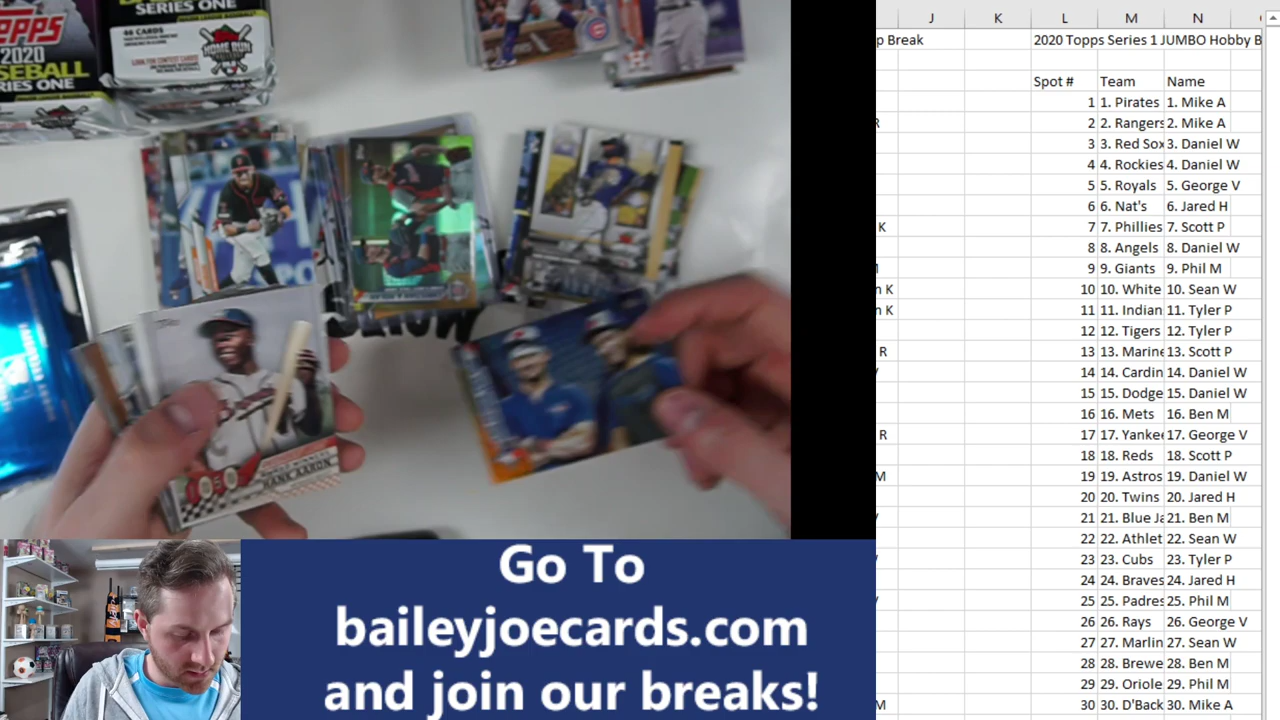 TOPPS
2020
BASEBALL
SERIES ONE
SERIES ONE
46 CARDS
HOME RUN
Topps
Topps
HANK AARON
Go To
baileyjoecards.com
and join our breaks!
J K L M N
p Break 2020 Topps Series 1 JUMBO Hobby B
Spot # Team Name
1 1. Pirates 1. Mike A
R 2 2. Rangers 2. Mike A
3 3. Red Sox 3. Daniel W
4 4. Rockies 4. Daniel W
5 5. Royals 5. George V
6 6. Nat's 6. Jared H
K 7 7. Phillies 7. Scott P
8 8. Angels 8. Daniel W
9 9. Giants 9. Phil M
n K 10 10. White 10. Sean W
n K 11 11. Indian 11. Tyler P
12 12. Tigers 12. Tyler P
R 13 13. Marine 13. Scott P
14 14. Cardin 14. Daniel W
15 15. Dodge 15. Daniel W
16 16. Mets 16. Ben M
R 17 17. Yankee 17. George V
18 18. Reds 18. Scott P
M 19 19. Astros 19. Daniel W
20 20. Twins 20. Jared H
21 21. Blue Ja 21. Ben M
22 22. Athlet 22. Sean W
23 23. Cubs 23. Tyler P
24 24. Braves 24. Jared H
25 25. Padres 25. Phil M
26 26. Rays 26. George V
27 27. Marlin 27. Sean W
28 28. Brewe 28. Ben M
29 29. Oriole 29. Phil M
M 30 30. D'Back 30. Mike A